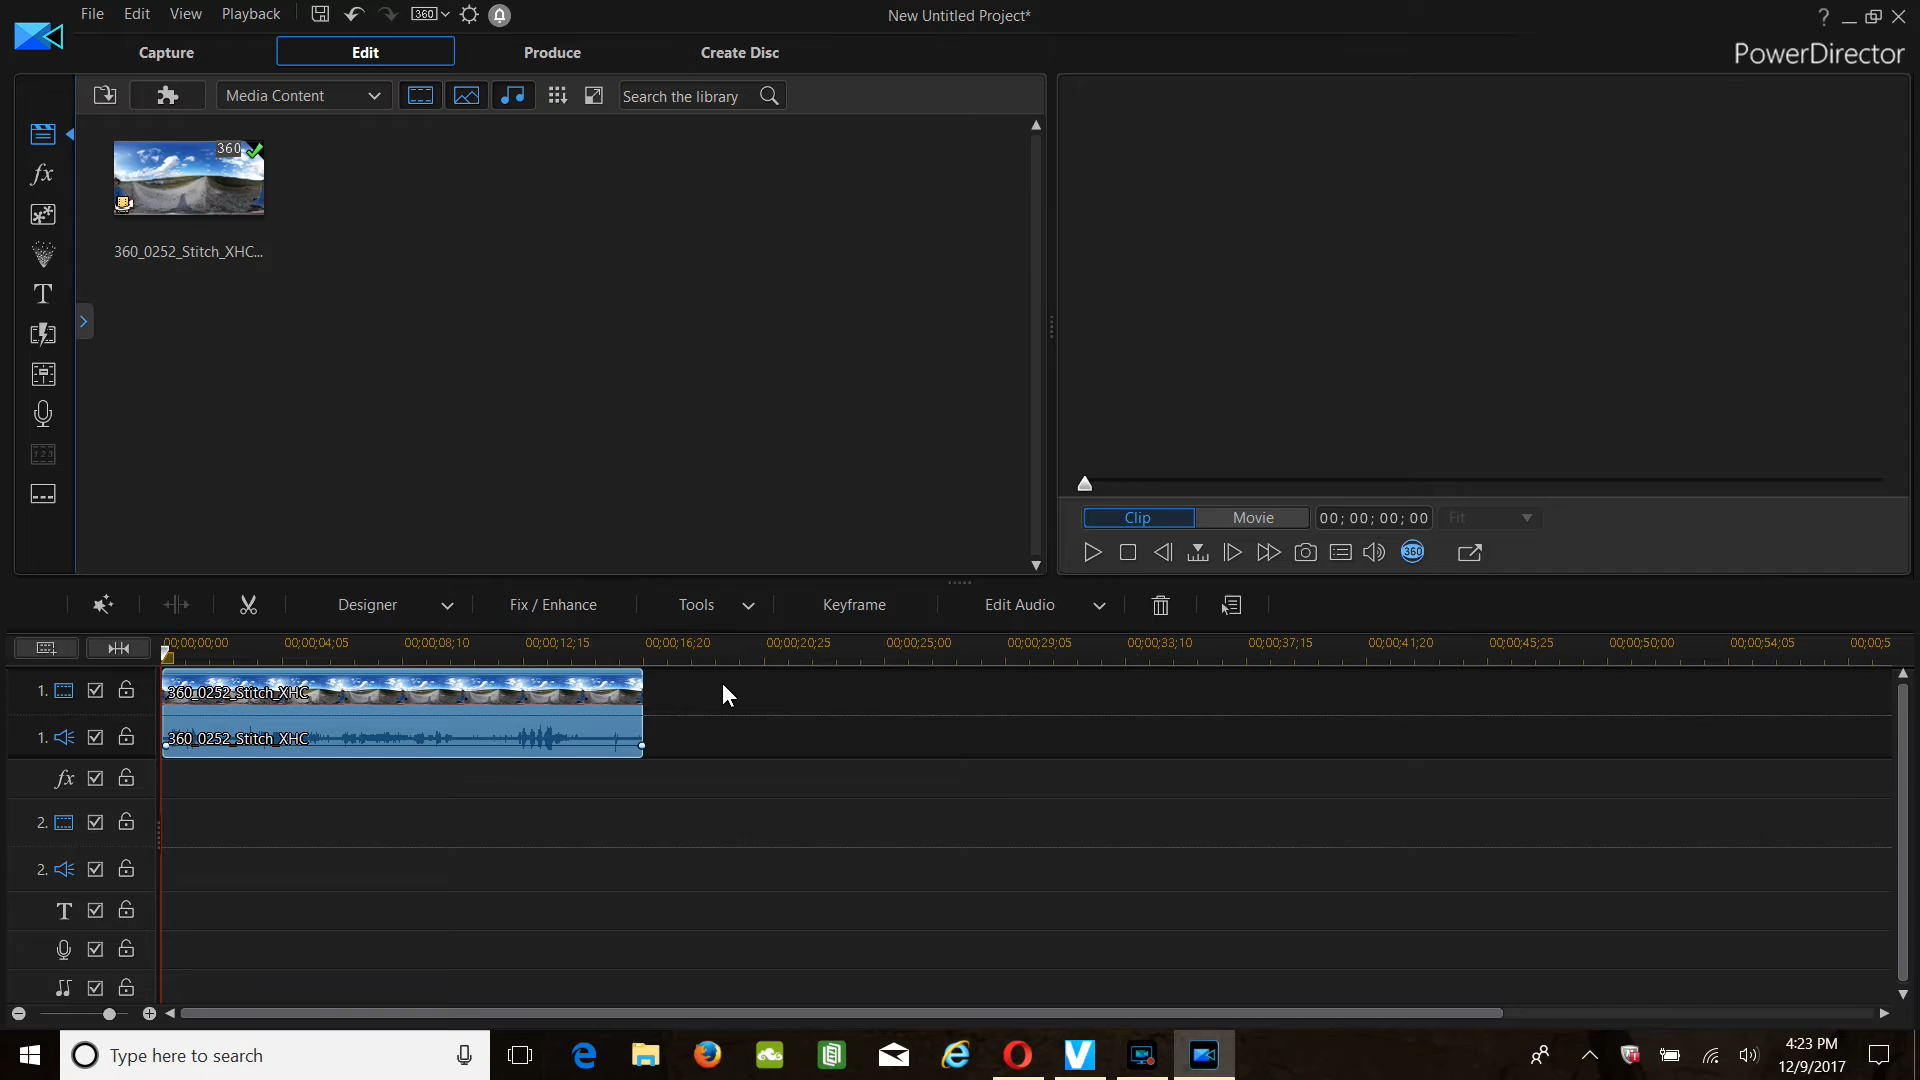 File Edit View Playback 360 New Untitled Project* ?
Capture Edit Produce Create Disc PowerDirector
Media Content Search the library
360
fx
360_0252_Stitch_XHC...
T
Clip Movie 00; 00; 00; 00 Fit
360
Designer Fix / Enhance Tools Keyframe Edit Audio
00;00;00;00 00;00;04;05 00;00;08;10 00;00;12;15 00;00;16;20 00;00;20;25 00;00;25;00 00;00;29;05 00;00;33;10 00;00;37;15 00;00;41;20 00;00;45;25 00;00;50;00 00;00;54;05 00;00;5
1. 360_0252_Stitch_XHC
1. 360_0252_Stitch_XHC
fx
2.
2.
T
Type here to search
4:23 PM
12/9/2017